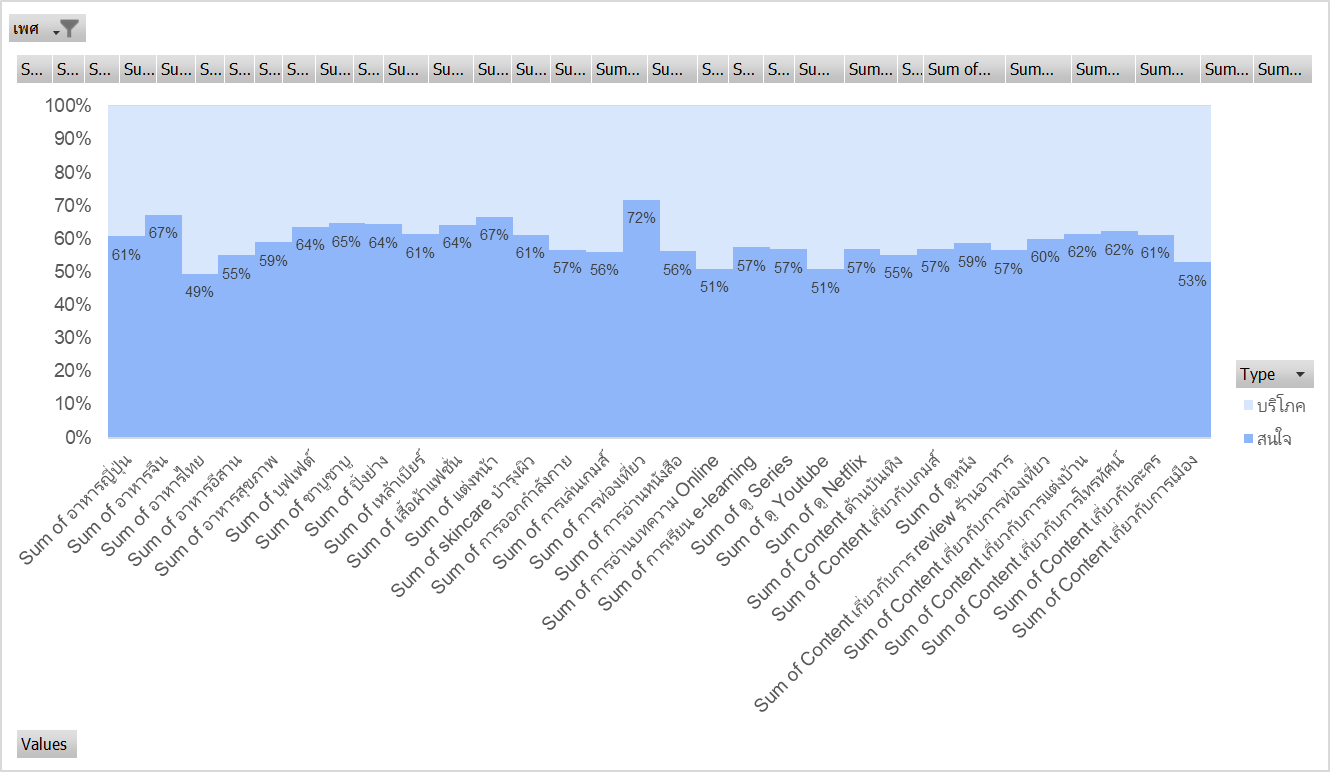 เพศ
S... S... S... Su... Su... S... S... S... S... Su... S... Su... Su... Su... Su... Su... Sum... Su... S... S... S... Su... Sum... S... Sum of... Sum... Sum... Sum... Sum... Sum...
100%
90%
80%
70%
60%
50%
40%
30%
20%
10%
0%
61% 67% 49% 55% 59% 64% 65% 64% 61% 64% 67% 61% 57% 56% 72% 56% 51% 57% 57% 51% 57% 55% 57% 59% 57% 60% 62% 62% 61% 53%
Type
บริโภค
สนใจ
Sum of อาหารญี่ปุ่น
Sum of อาหารจีน
Sum of อาหารไทย
Sum of อาหารอีสาน
Sum of อาหารสุขภาพ
Sum of บุฟเฟต์
Sum of ชาบูชาบู
Sum of ปิ้งย่าง
Sum of เหล้าเบียร์
Sum of เสื้อผ้าแฟชั่น
Sum of แต่งหน้า
Sum of skincare บำรุงผิว
Sum of การออกกำลังกาย
Sum of การเล่นเกมส์
Sum of การท่องเที่ยว
Sum of การอ่านหนังสือ
Sum of การอ่านบทความ Online
Sum of การเรียน e-learning
Sum of ดู Series
Sum of ดู Youtube
Sum of ดู Netflix
Sum of Content ด้านบันเทิง
Sum of Content เกี่ยวกับเกมส์
Sum of ดูหนัง
Sum of Content เกี่ยวกับการ review ร้านอาหาร
Sum of Content เกี่ยวกับการท่องเที่ยว
Sum of Content เกี่ยวกับการแต่งบ้าน
Sum of Content เกี่ยวกับการโทรทัศน์
Sum of Content เกี่ยวกับละคร
Sum of Content เกี่ยวกับการเมือง
Values